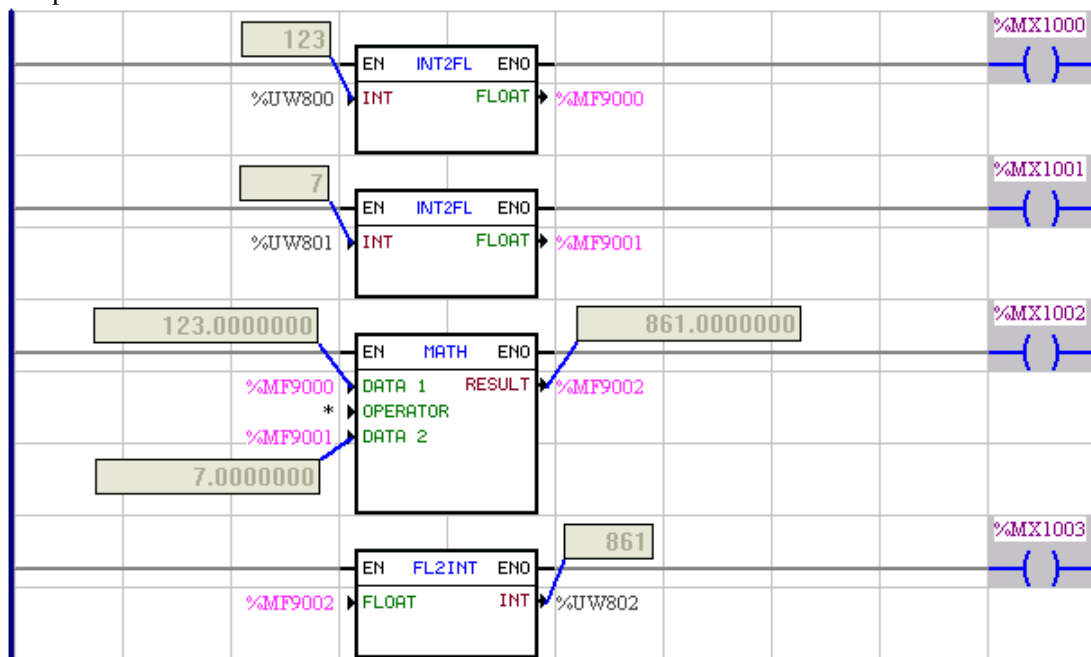 123 %MX1000
EN INT2FL ENO
%UW800 INT FLOAT %MF9000
7 %MX1001
EN INT2FL ENO
%UW801 INT FLOAT %MF9001
123.0000000 861.0000000 %MX1002
EN MATH ENO
%MF9000 DATA 1 RESULT %MF9002
* OPERATOR
%MF9001 DATA 2
7.0000000
861 %MX1003
EN FL2INT ENO
%MF9002 FLOAT INT %UW802